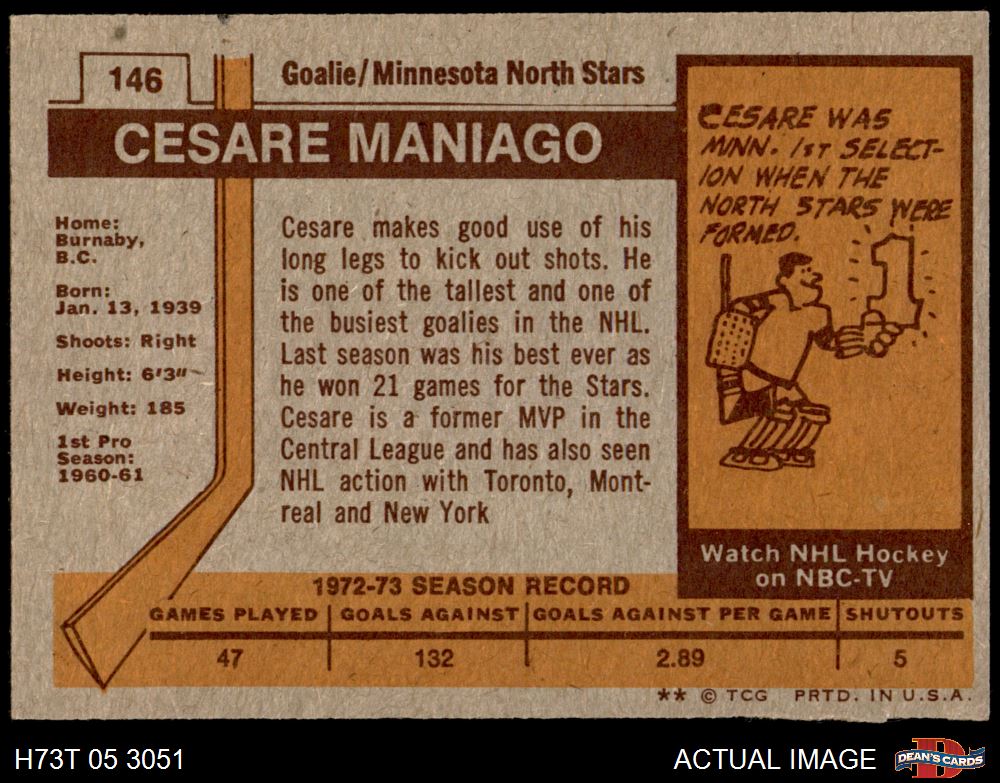 146
Goalie/Minnesota North Stars
CESARE MANIAGO
Home:
Burnaby,
B.C.
Born:
Jan. 13, 1939
Shoots: Right
Height: 6'3"
Weight: 185
1st Pro
Season:
1960-61
Cesare makes good use of his
long legs to kick out shots. He
is one of the tallest and one of
the busiest goalies in the NHL.
Last season was his best ever as
he won 21 games for the Stars.
Cesare is a former MVP in the
Central League and has also seen
NHL action with Toronto, Mont-
real and New York
CESARE WAS
MINN. 1ST SELECT-
ION WHEN THE
NORTH STARS WERE
FORMED.
1
Watch NHL Hockey
on NBC-TV
1972-73 SEASON RECORD
GAMES PLAYED GOALS AGAINST GOALS AGAINST PER GAME SHUTOUTS
47 132 2.89 5
** © TCG PRTD. IN U.S.A.
H73T 05 3051
ACTUAL IMAGE
D
DEAN'S CARDS